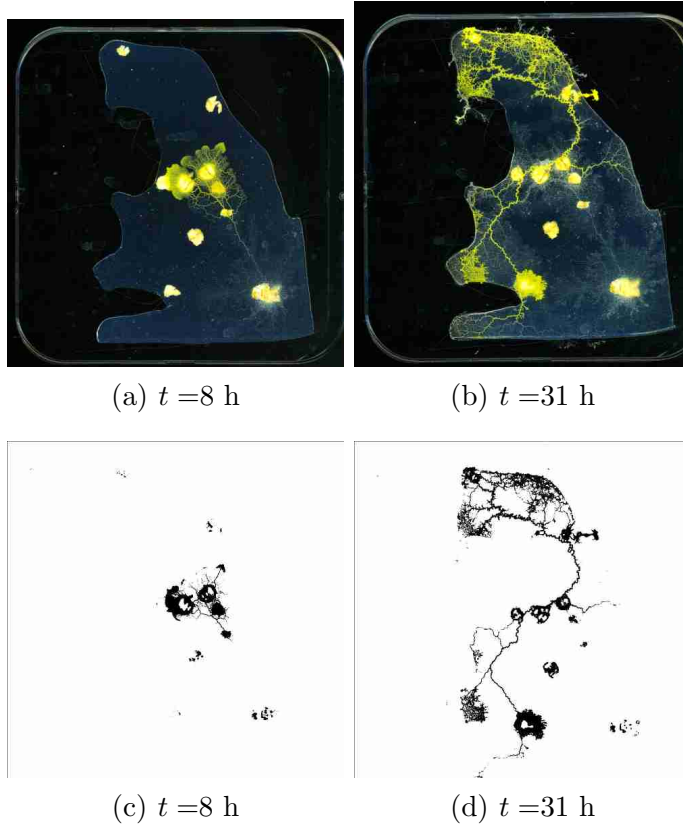 (a) t =8 h
(b) t =31 h
(c) t =8 h
(d) t =31 h